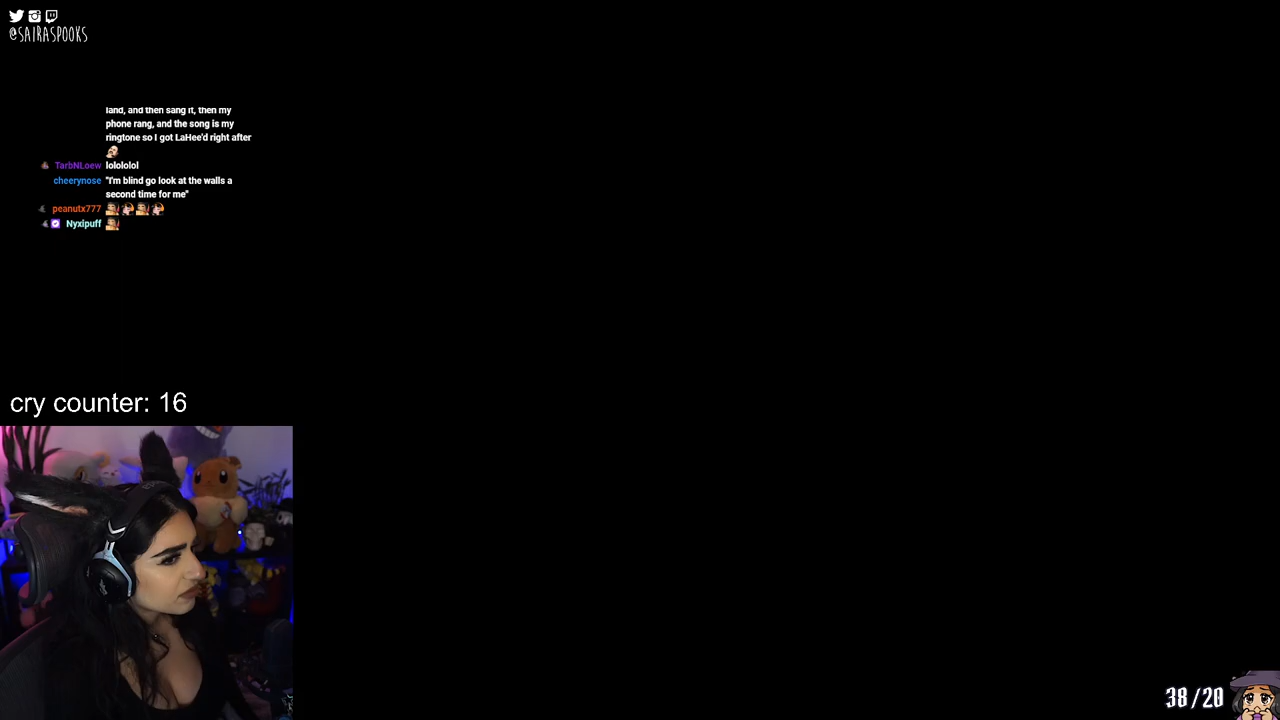 @SAIRASPOOKS
land, and then sang it, then my
phone rang, and the song is my
ringtone so I got LaHee'd right after
TarbNLoew lolololol
cheerynose "I'm blind go look at the walls a
second time for me"
peanutx777
Nyxipuff
cry counter: 16
38/20